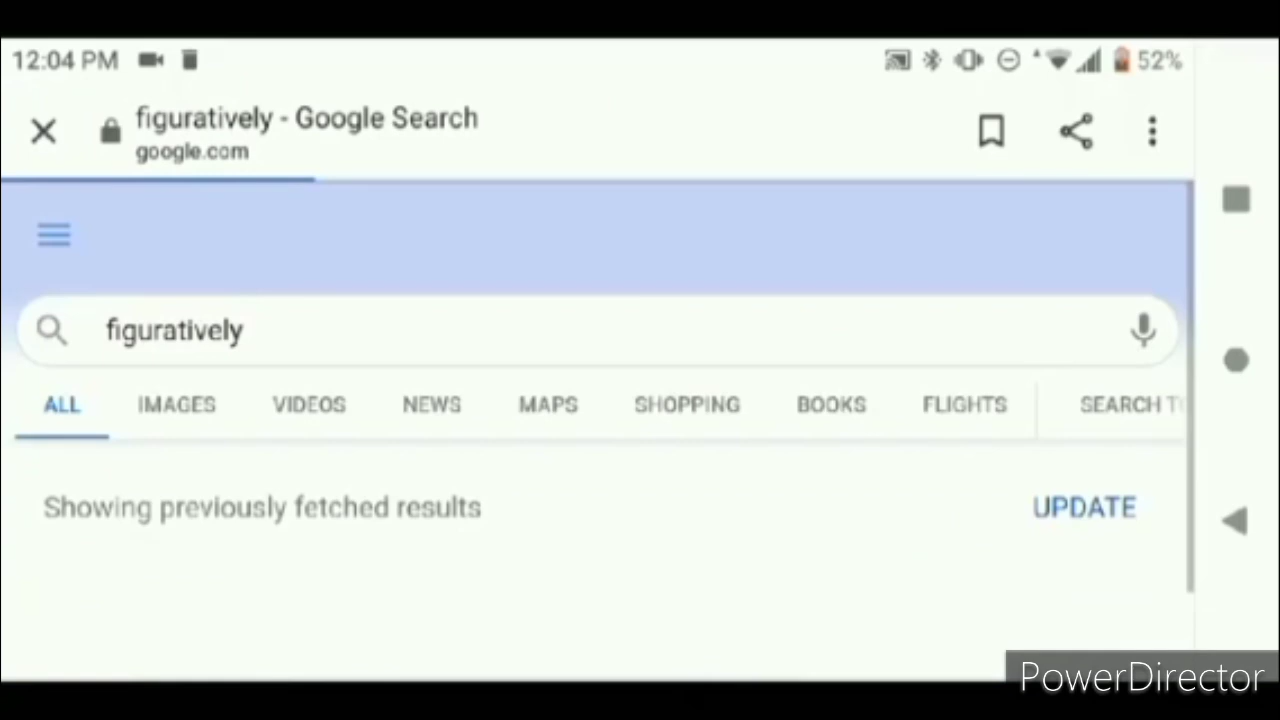 12:04 PM 52%
figuratively - Google Search
google.com
figuratively
ALL IMAGES VIDEOS NEWS MAPS SHOPPING BOOKS FLIGHTS SEARCH
Showing previously fetched results UPDATE
PowerDirector